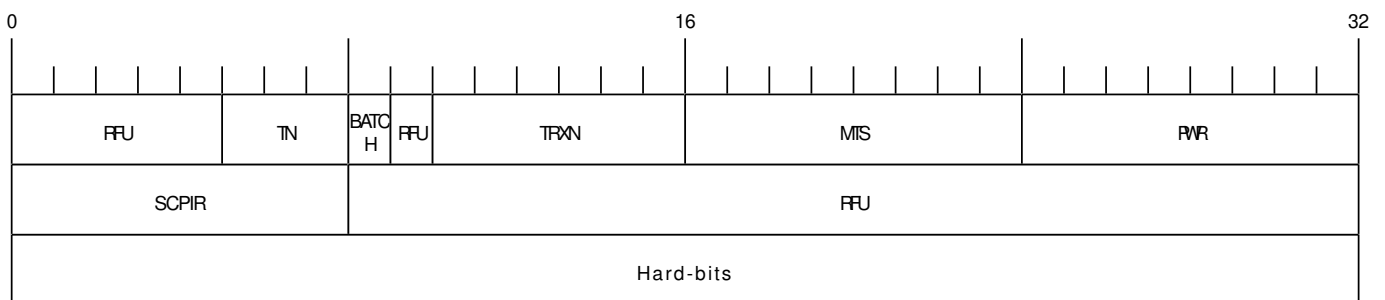 0 16 32
RFU TN BATC
H RFU TRXN MTS PWR
SCPIR RFU
Hard-bits